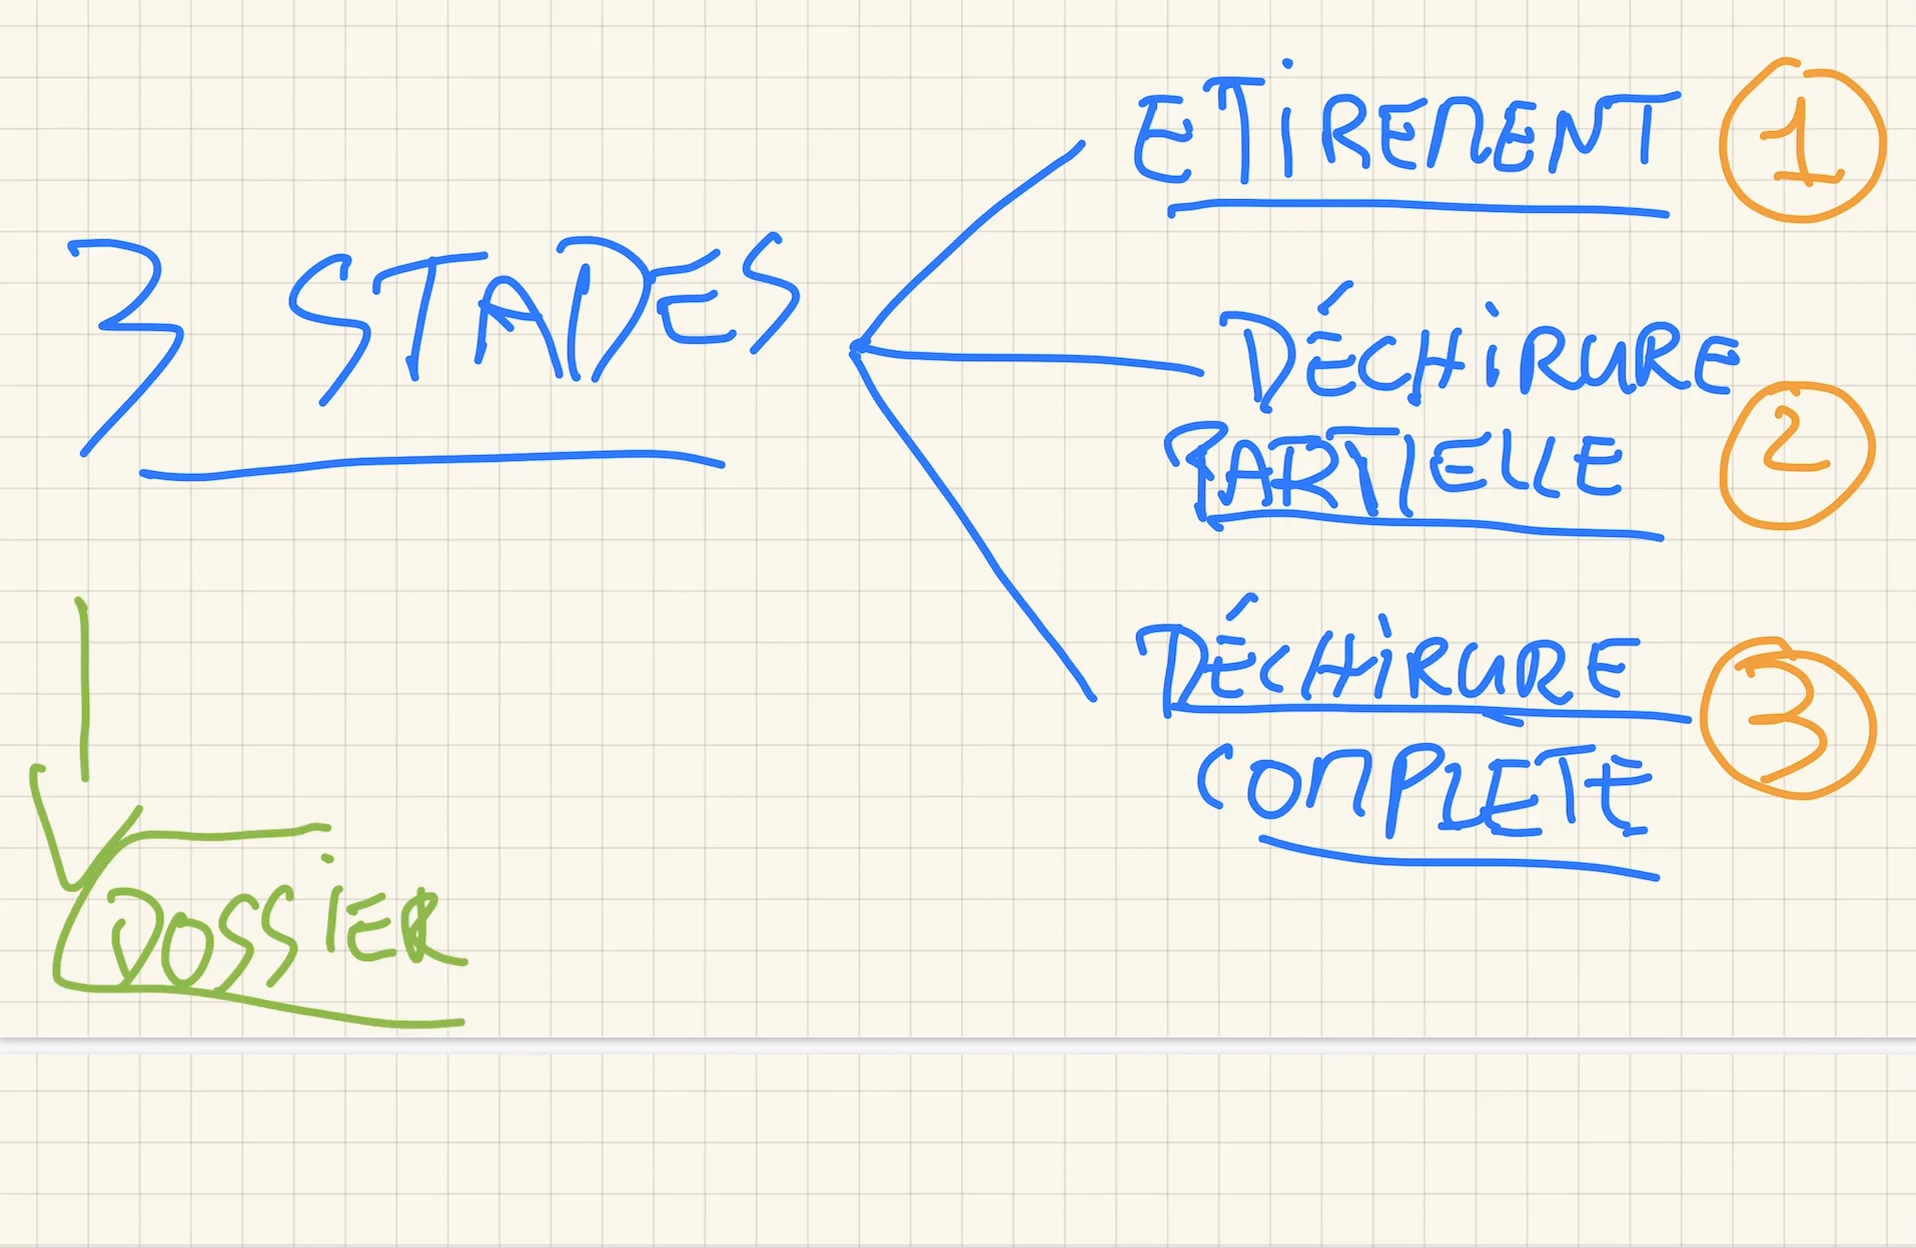 3 STADES
ETIREMENT
1
DÉCHIRURE
PARTIELLE
2
DÉCHIRURE
COMPLETE
3
DOSSIER